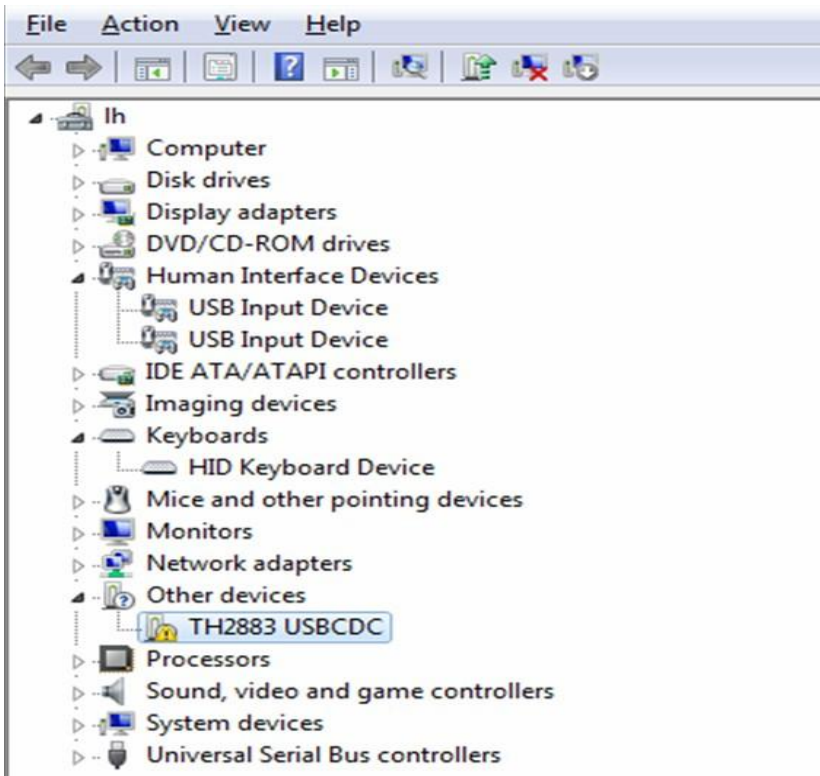 File Action View Help
lh
Computer
Disk drives
Display adapters
DVD/CD-ROM drives
Human Interface Devices
USB Input Device
USB Input Device
IDE ATA/ATAPI controllers
Imaging devices
Keyboards
HID Keyboard Device
Mice and other pointing devices
Monitors
Network adapters
Other devices
TH2883 USBCDC
Processors
Sound, video and game controllers
System devices
Universal Serial Bus controllers